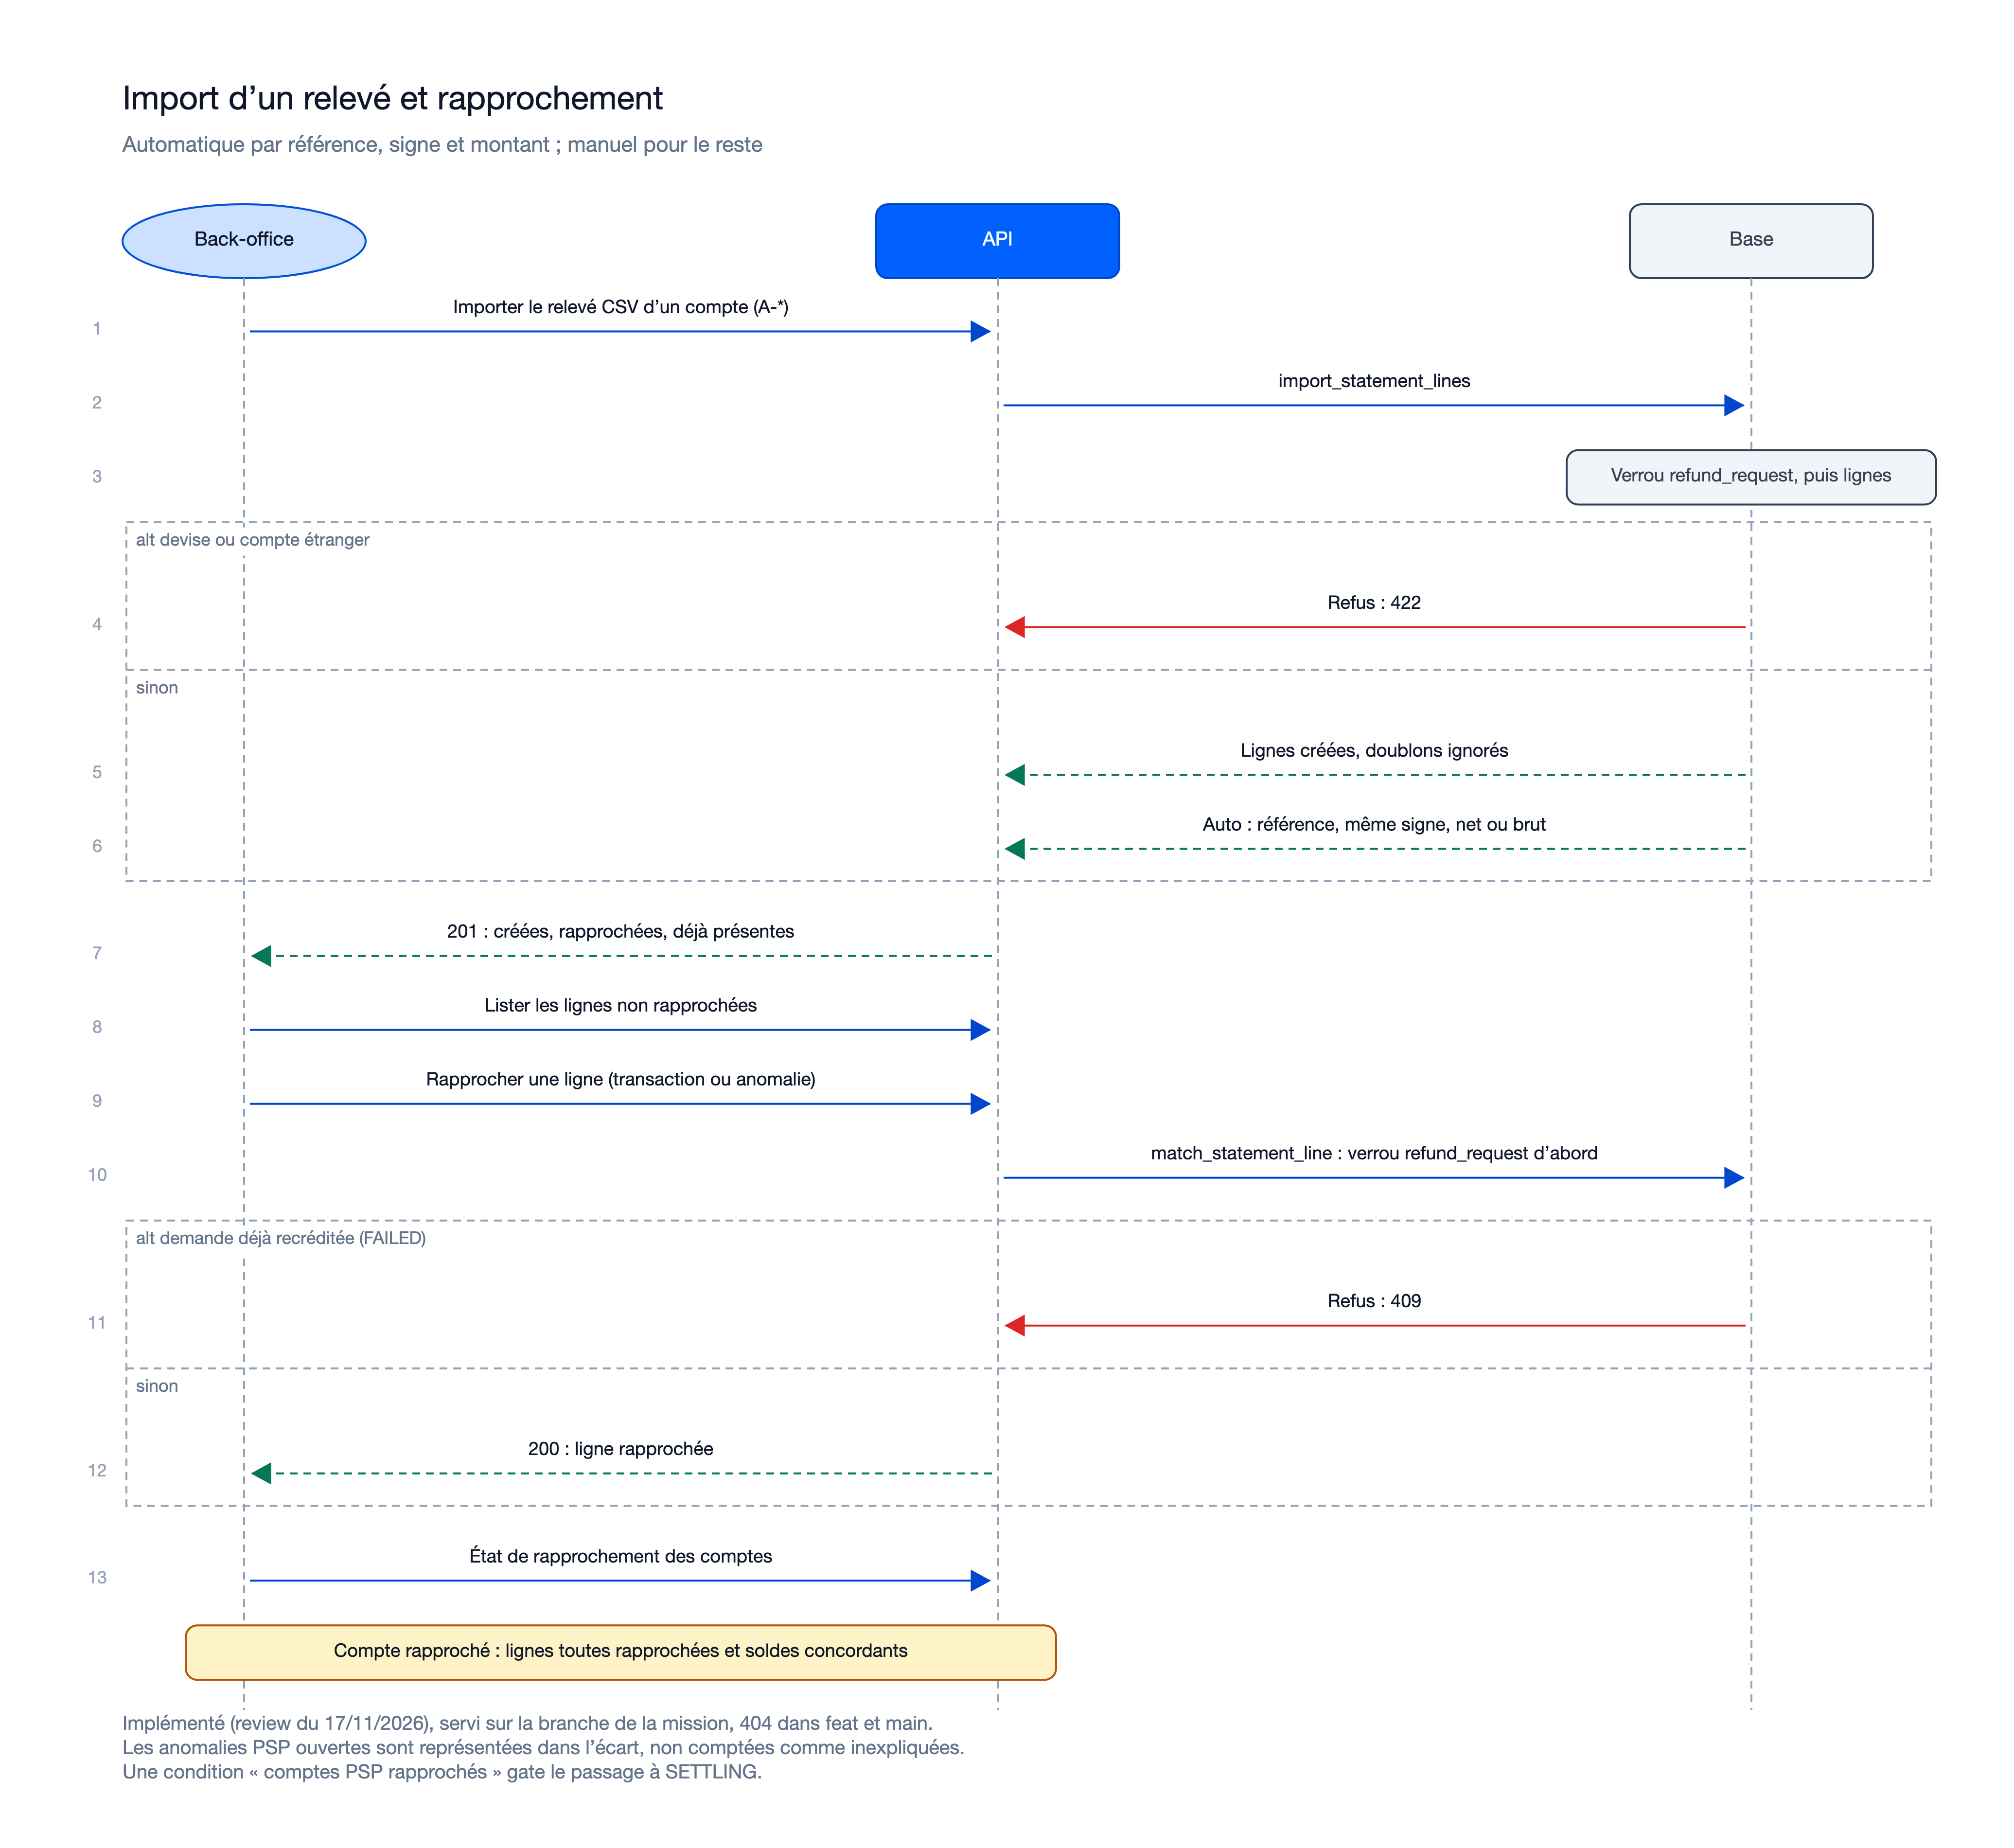 Import d’un relevé et rapprochement
Automatique par référence, signe et montant ; manuel pour le reste
Back-office
API
Base
Importer le relevé CSV d’un compte (A-*)
1
import_statement_lines
2
Verrou refund_request, puis lignes
3
alt devise ou compte étranger
Refus : 422
4
sinon
Lignes créées, doublons ignorés
5
Auto : référence, même signe, net ou brut
6
201 : créées, rapprochées, déjà présentes
7
Lister les lignes non rapprochées
8
Rapprocher une ligne (transaction ou anomalie)
9
match_statement_line : verrou refund_request d’abord
10
alt demande déjà recréditée (FAILED)
Refus : 409
11
sinon
200 : ligne rapprochée
12
État de rapprochement des comptes
13
Compte rapproché : lignes toutes rapprochées et soldes concordants
Implémenté (review du 17/11/2026), servi sur la branche de la mission, 404 dans feat et main.
Les anomalies PSP ouvertes sont représentées dans l’écart, non comptées comme inexpliquées.
Une condition « comptes PSP rapprochés » gate le passage à SETTLING.